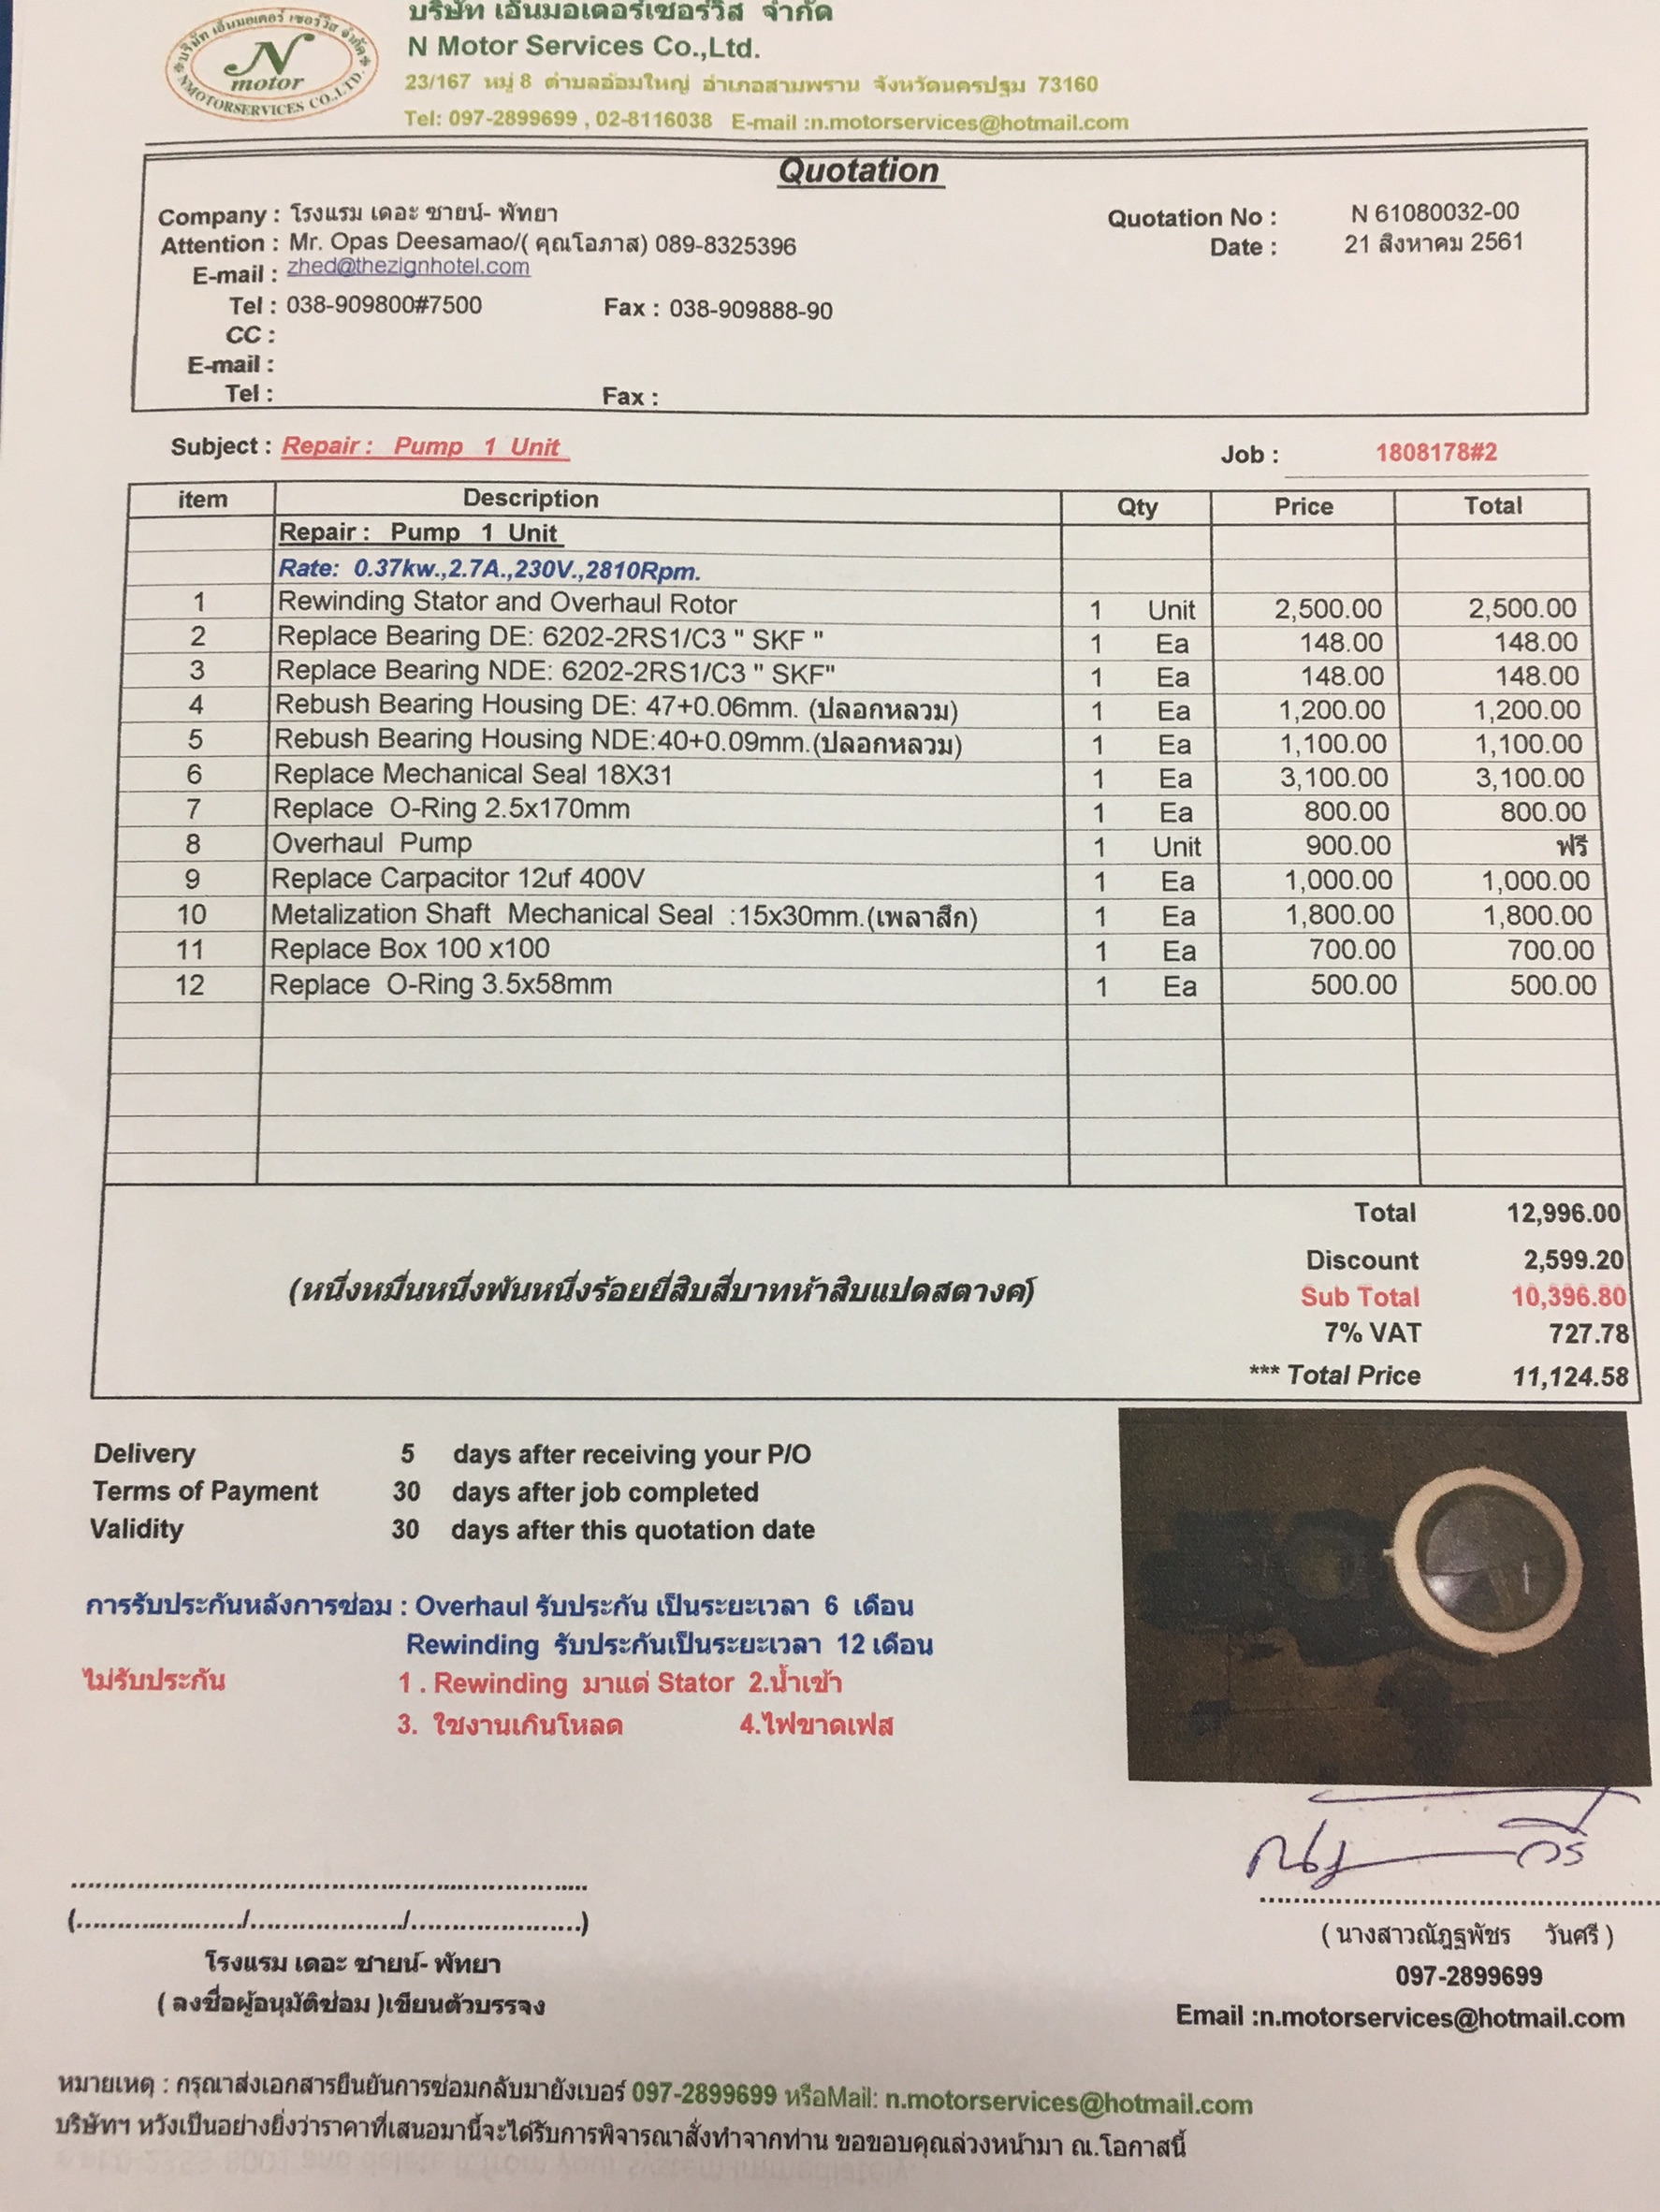 บริษัท เอ็นมอเตอร์เซอร์วิส จำกัด
N Motor Services Co.,Ltd.
23/167 หมู่ 8 ตำบลอ้อมใหญ่ อำเภอสามพราน จังหวัดนครปฐม 73160
Tel: 097-2899699 , 02-8116038 E-mail :n.motorservices@hotmail.com
บริษัท เอ็นมอเตอร์ เซอร์วิส จำกัด
N
motor
NMOTORSERVICES CO.,LTD.
Quotation
Company : โรงแรม เดอะ ซายน์- พัทยา Quotation No : N 61080032-00
Attention : Mr. Opas Deesamao/( คุณโอภาส) 089-8325396 Date : 21 สิงหาคม 2561
E-mail : zhed@thezignhotel.com
Tel : 038-909800#7500 Fax : 038-909888-90
CC :
E-mail :
Tel : Fax :
Subject : Repair : Pump 1 Unit Job : 1808178#2
item Description Qty Price Total
Repair : Pump 1 Unit
Rate: 0.37kw.,2.7A.,230V.,2810Rpm.
1 Rewinding Stator and Overhaul Rotor 1 Unit 2,500.00 2,500.00
2 Replace Bearing DE: 6202-2RS1/C3 " SKF " 1 Ea 148.00 148.00
3 Replace Bearing NDE: 6202-2RS1/C3 " SKF" 1 Ea 148.00 148.00
4 Rebush Bearing Housing DE: 47+0.06mm. (ปลอกหลวม) 1 Ea 1,200.00 1,200.00
5 Rebush Bearing Housing NDE:40+0.09mm.(ปลอกหลวม) 1 Ea 1,100.00 1,100.00
6 Replace Mechanical Seal 18X31 1 Ea 3,100.00 3,100.00
7 Replace O-Ring 2.5x170mm 1 Ea 800.00 800.00
8 Overhaul Pump 1 Unit 900.00 ฟรี
9 Replace Carpacitor 12uf 400V 1 Ea 1,000.00 1,000.00
10 Metalization Shaft Mechanical Seal :15x30mm.(เพลาสึก) 1 Ea 1,800.00 1,800.00
11 Replace Box 100 x100 1 Ea 700.00 700.00
12 Replace O-Ring 3.5x58mm 1 Ea 500.00 500.00
Total 12,996.00
Discount 2,599.20
(หนึ่งหมื่นหนึ่งพันหนึ่งร้อยยี่สิบสี่บาทห้าสิบแปดสตางค์)
Sub Total 10,396.80
7% VAT 727.78
*** Total Price 11,124.58
Delivery 5 days after receiving your P/O
Terms of Payment 30 days after job completed
Validity 30 days after this quotation date
การรับประกันหลังการซ่อม : Overhaul รับประกัน เป็นระยะเวลา 6 เดือน
Rewinding รับประกันเป็นระยะเวลา 12 เดือน
ไม่รับประกัน 1 . Rewinding มาแต่ Stator 2.น้ำเข้า
3. ใช้งานเกินโหลด 4.ไฟขาดเฟส
(...................../...................../.....................)
โรงแรม เดอะ ซายน์- พัทยา
( ลงชื่อผู้อนุมัติซ่อม )เขียนตัวบรรจง
( นางสาวณัฏฐพัชร วันศรี )
097-2899699
Email :n.motorservices@hotmail.com
หมายเหตุ : กรุณาส่งเอกสารยืนยันการซ่อมกลับมายังเบอร์ 097-2899699 หรือMail: n.motorservices@hotmail.com
บริษัทฯ หวังเป็นอย่างยิ่งว่าราคาที่เสนอมานี้จะได้รับการพิจารณาสั่งทำจากท่าน ขอขอบคุณล่วงหน้ามา ณ.โอกาสนี้